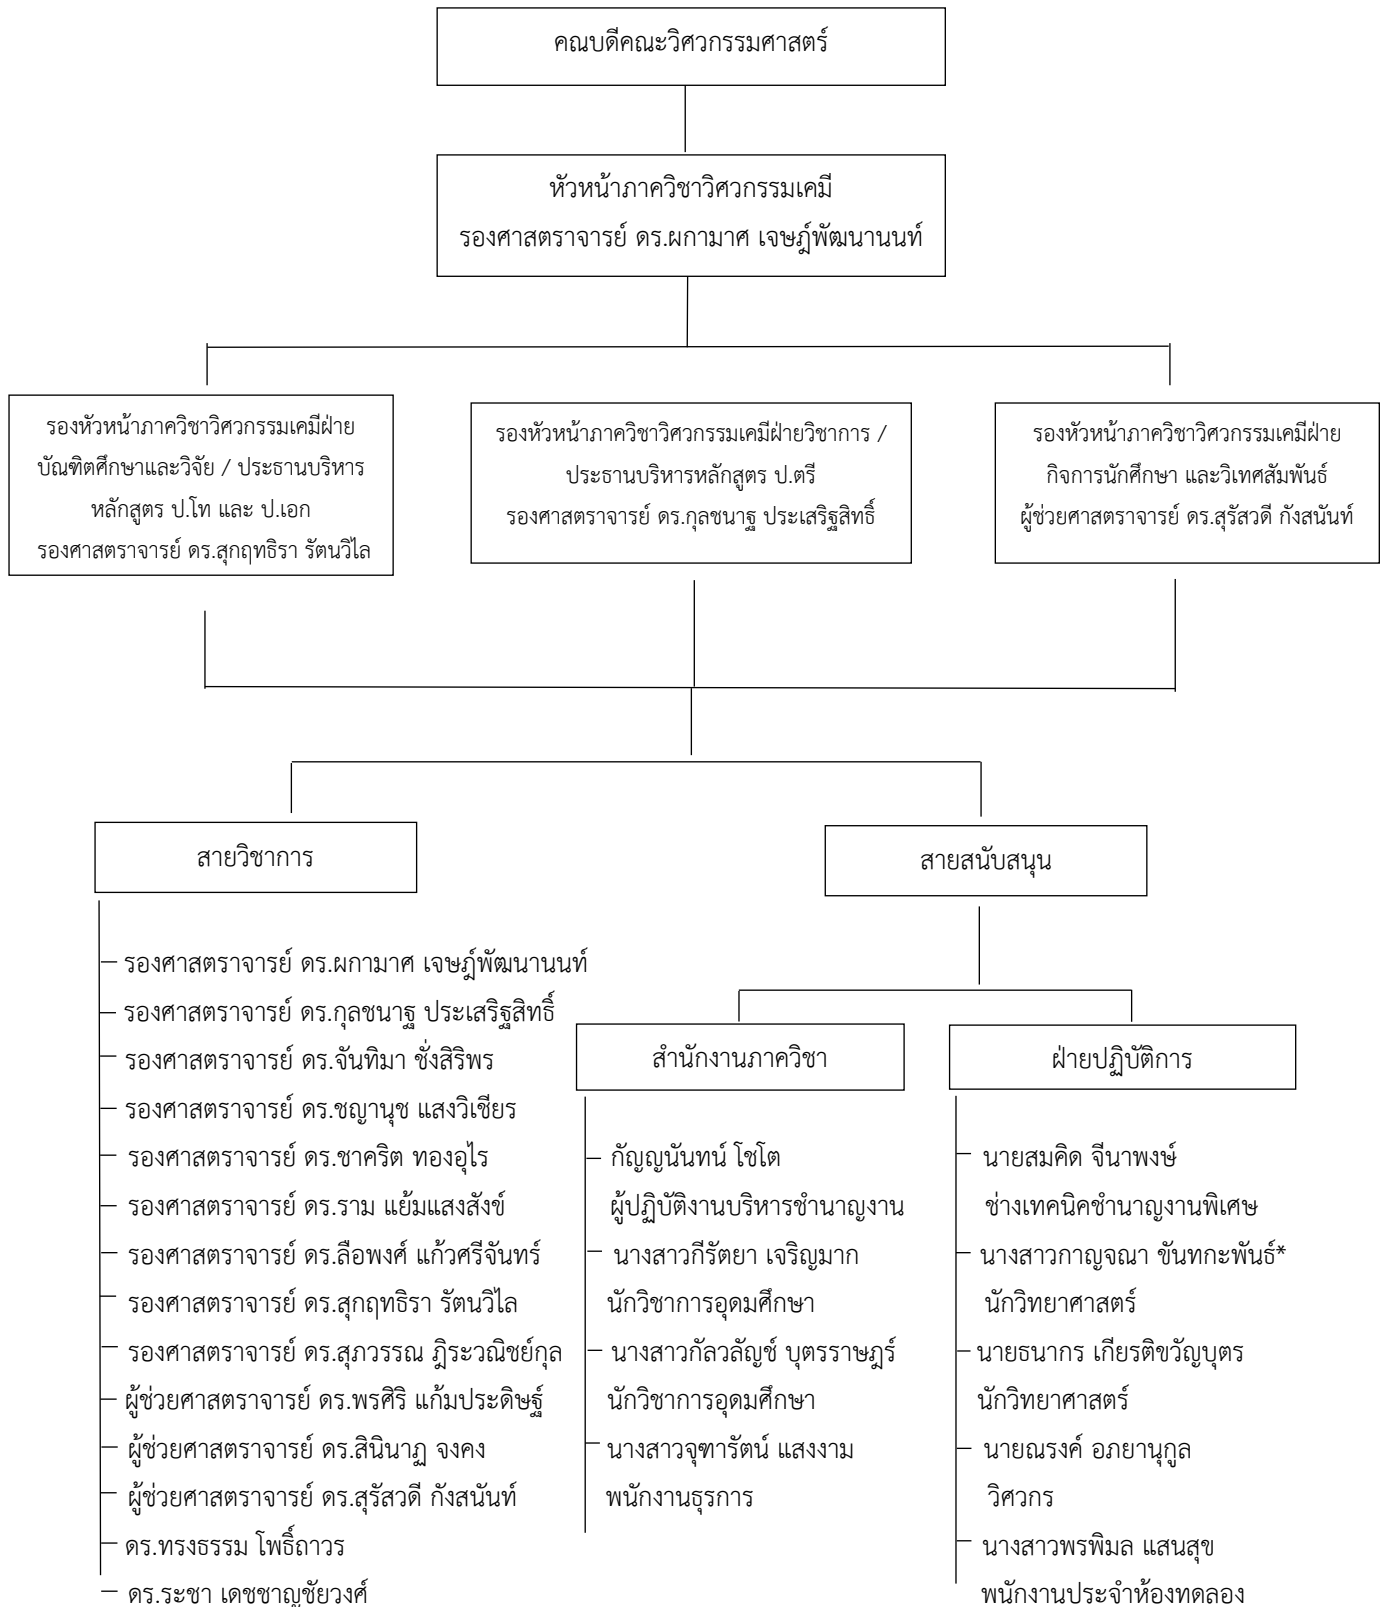 คณบดีคณะวิศวกรรมศาสตร์
หัวหน้าภาควิชาวิศวกรรมเคมี
รองศาสตราจารย์ ดร.ผกามาศ เจษฎ์พัฒนานนท์
รองหัวหน้าภาควิชาวิศวกรรมเคมีฝ่าย
บัณฑิตศึกษาและวิจัย / ประธานบริหาร
หลักสูตร ป.โท และ ป.เอก
รองศาสตราจารย์ ดร.สุกฤทธิรา รัตนวิไล
รองหัวหน้าภาควิชาวิศวกรรมเคมีฝ่ายวิชาการ /
ประธานบริหารหลักสูตร ป.ตรี
รองศาสตราจารย์ ดร.กุลชนาฐ ประเสริฐสิทธิ์
รองหัวหน้าภาควิชาวิศวกรรมเคมีฝ่าย
กิจการนักศึกษา และวิเทศสัมพันธ์
ผู้ช่วยศาสตราจารย์ ดร.สุรัสวดี กังสนันท์
สายวิชาการ
รองศาสตราจารย์ ดร.ผกามาศ เจษฎ์พัฒนานนท์
รองศาสตราจารย์ ดร.กุลชนาฐ ประเสริฐสิทธิ์
รองศาสตราจารย์ ดร.จันทิมา ชั่งสิริพร
รองศาสตราจารย์ ดร.ชญานุช แสงวิเชียร
รองศาสตราจารย์ ดร.ชาคริต ทองอุไร
รองศาสตราจารย์ ดร.ราม แย้มแสงสังข์
รองศาสตราจารย์ ดร.ลือพงศ์ แก้วศรีจันทร์
รองศาสตราจารย์ ดร.สุกฤทธิรา รัตนวิไล
รองศาสตราจารย์ ดร.สุภวรรณ ฎิระวณิชย์กุล
ผู้ช่วยศาสตราจารย์ ดร.พรศิริ แก้มประดิษฐ์
ผู้ช่วยศาสตราจารย์ ดร.สินินาฏ จงคง
ผู้ช่วยศาสตราจารย์ ดร.สุรัสวดี กังสนันท์
ดร.ทรงธรรม โพธิ์ถาวร
ดร.ระชา เดชชาญชัยวงศ์
สายสนับสนุน
สำนักงานภาควิชา
กัญญนันทน์ โชโต
ผู้ปฏิบัติงานบริหารชำนาญงาน
นางสาวกีรัตยา เจริญมาก
นักวิชาการอุดมศึกษา
นางสาวกัลวลัญช์ บุตรราษฎร์
นักวิชาการอุดมศึกษา
นางสาวจุฑารัตน์ แสงงาม
พนักงานธุรการ
ฝ่ายปฏิบัติการ
นายสมคิด จีนาพงษ์
ช่างเทคนิคชำนาญงานพิเศษ
นางสาวกาญจณา ขันทกะพันธ์*
นักวิทยาศาสตร์
นายธนากร เกียรติขวัญบุตร
นักวิทยาศาสตร์
นายณรงค์ อภยานุกูล
วิศวกร
นางสาวพรพิมล แสนสุข
พนักงานประจำห้องทดลอง